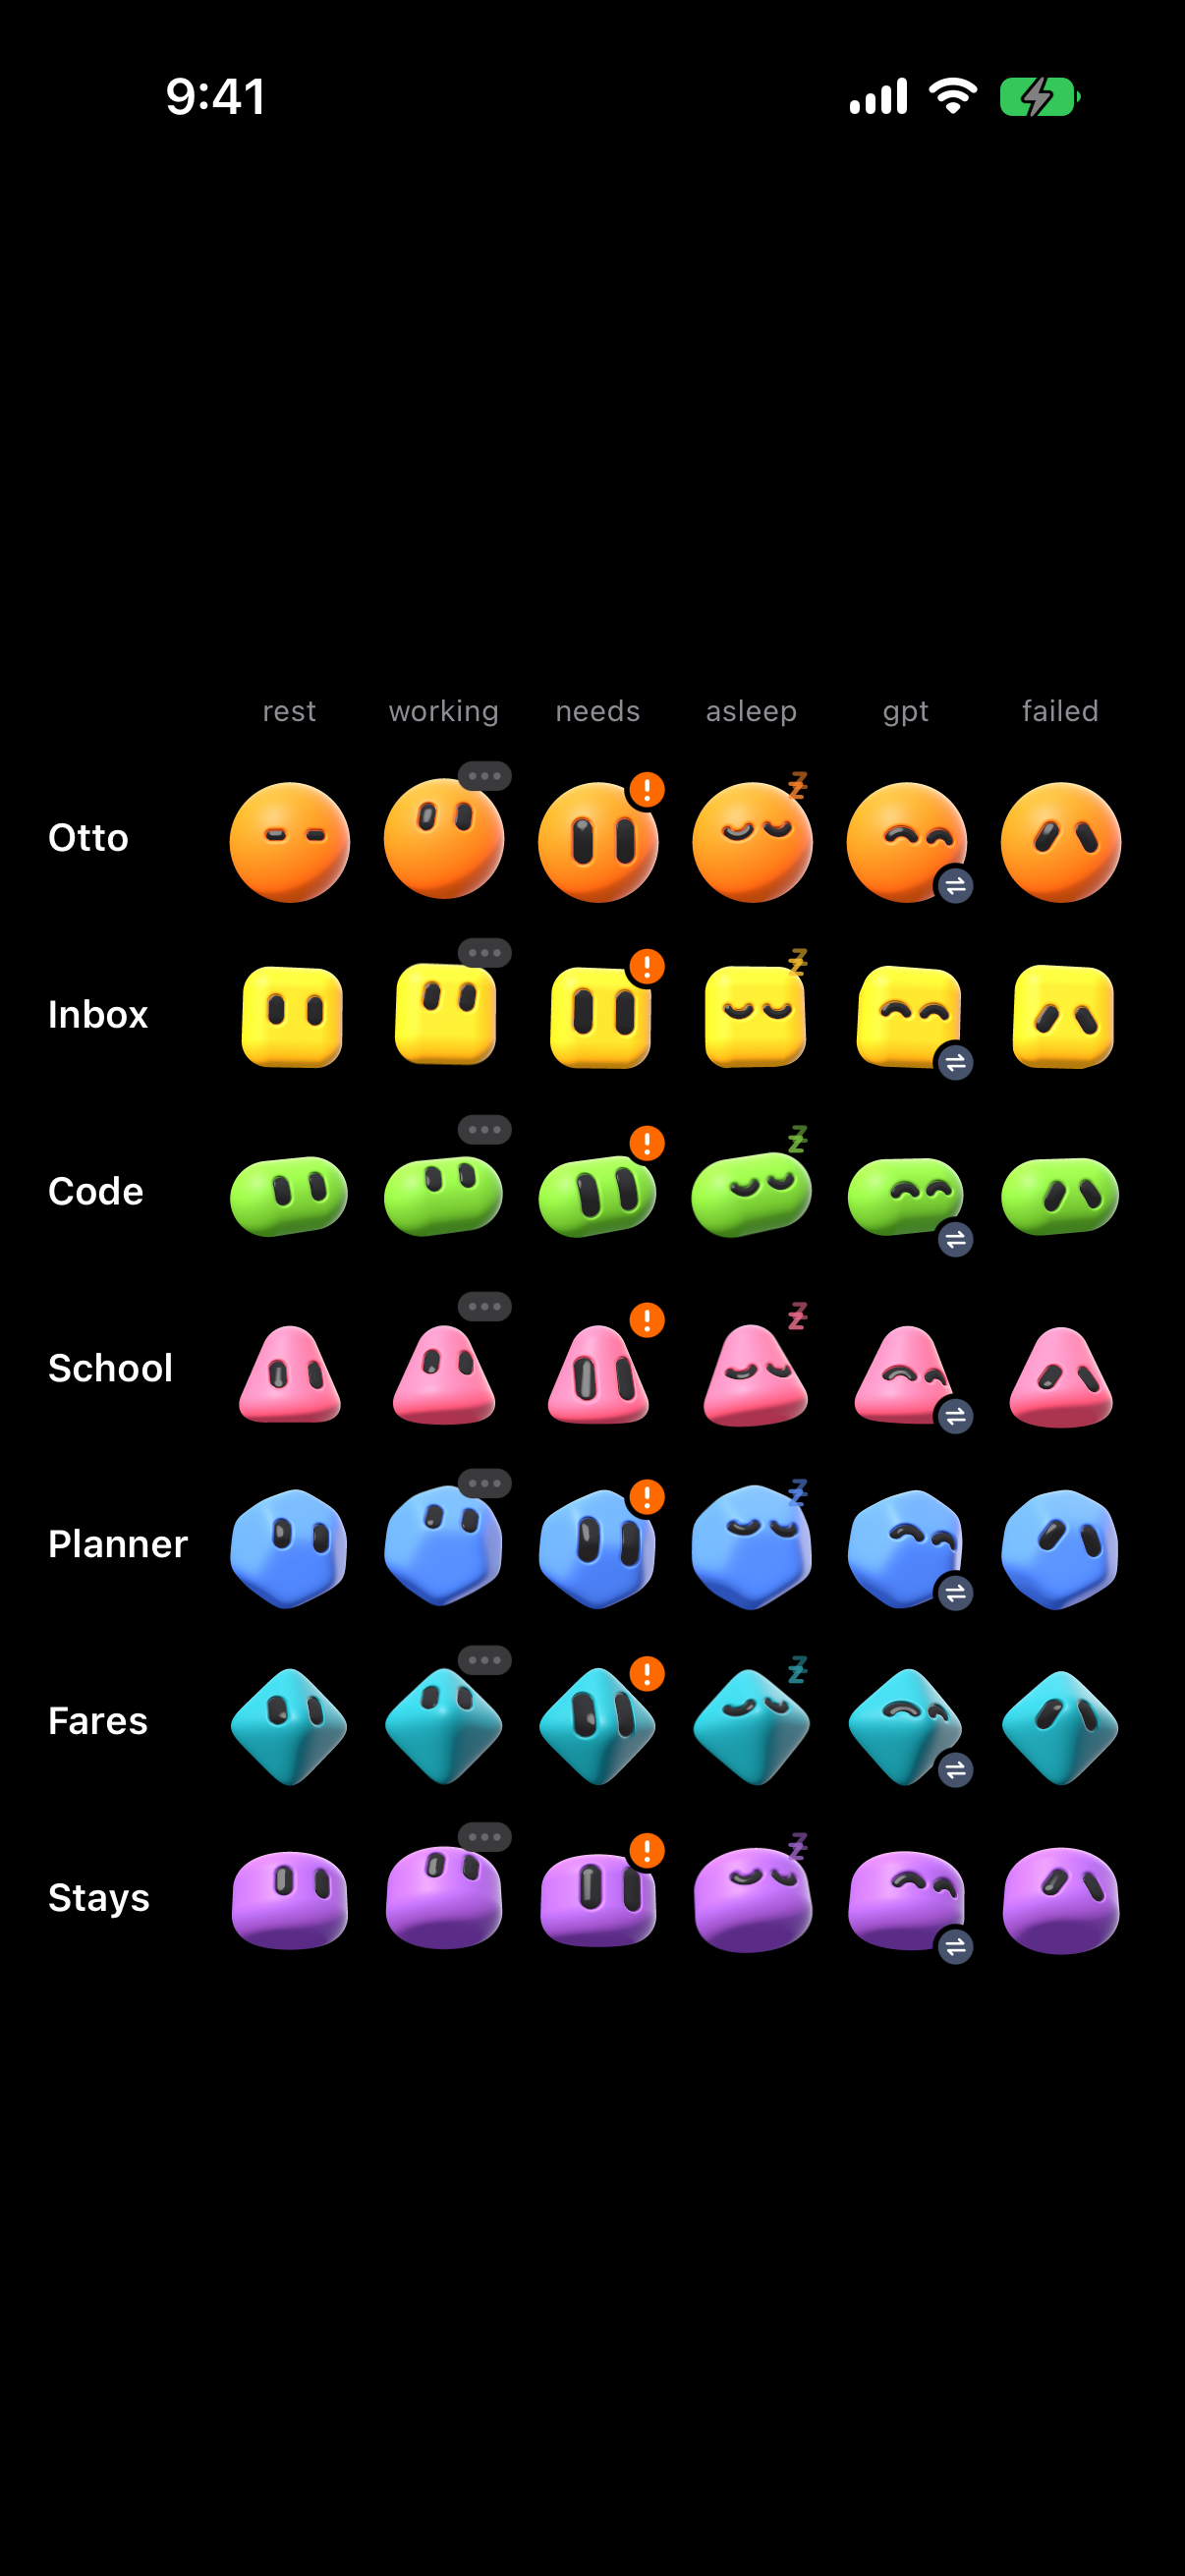 9:41
rest working needs asleep gpt failed
Otto
Inbox
Code
School
Planner
Fares
Stays